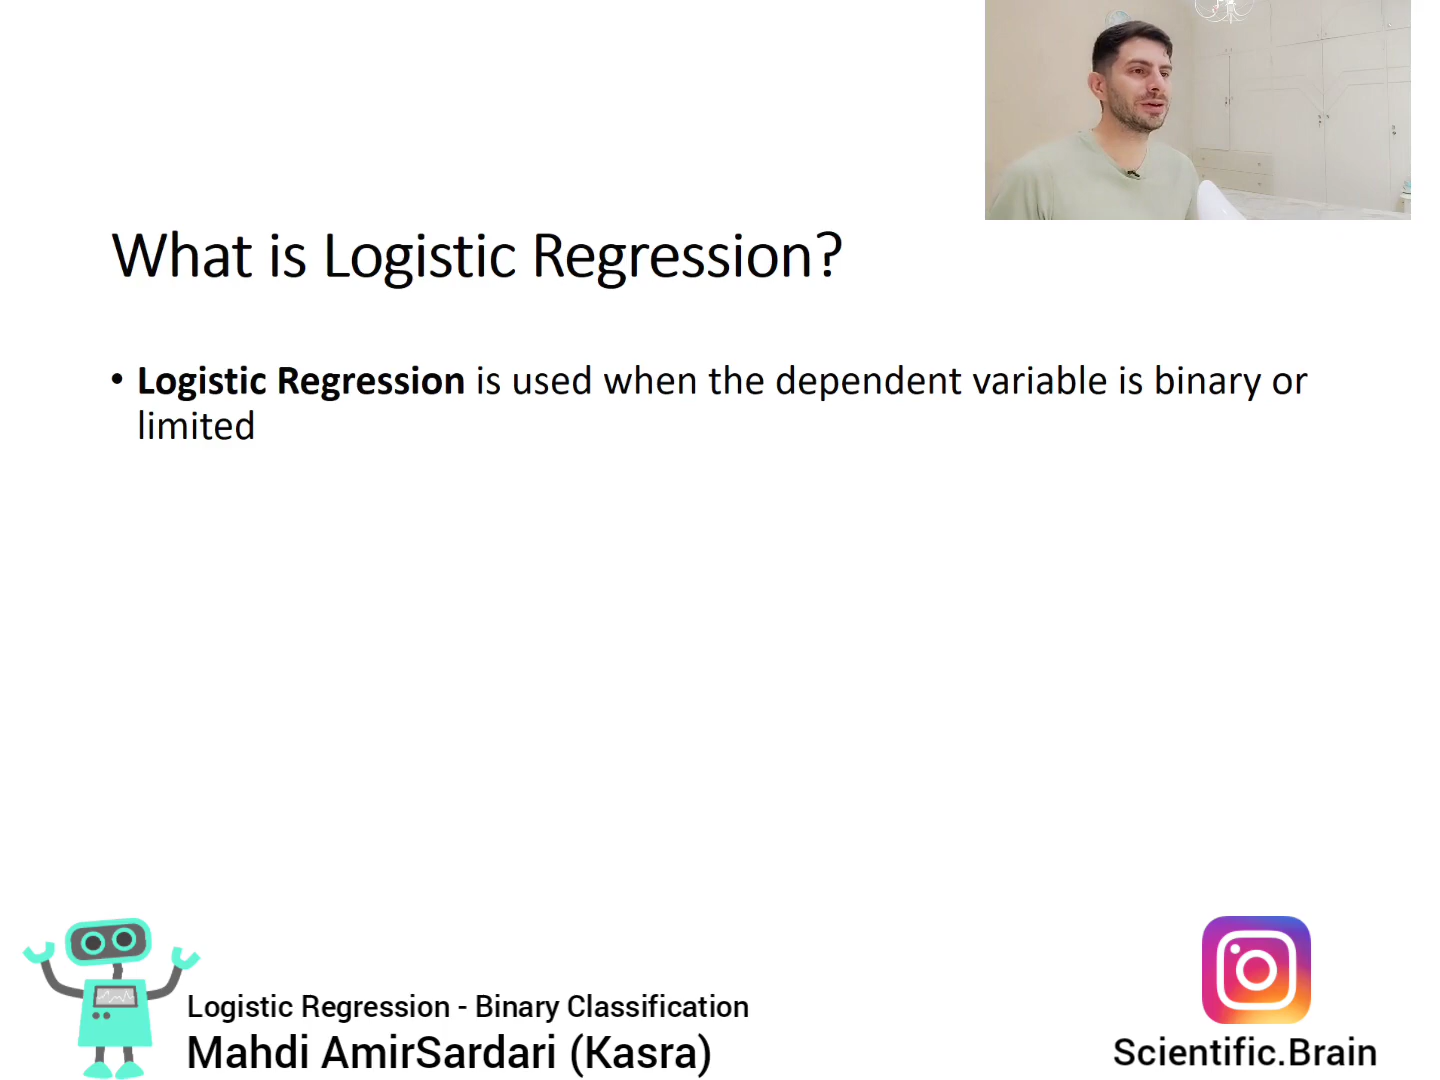 What is Logistic Regression?
• Logistic Regression is used when the dependent variable is binary or
limited
Logistic Regression - Binary Classification
Mahdi AmirSardari (Kasra)
Scientific.Brain